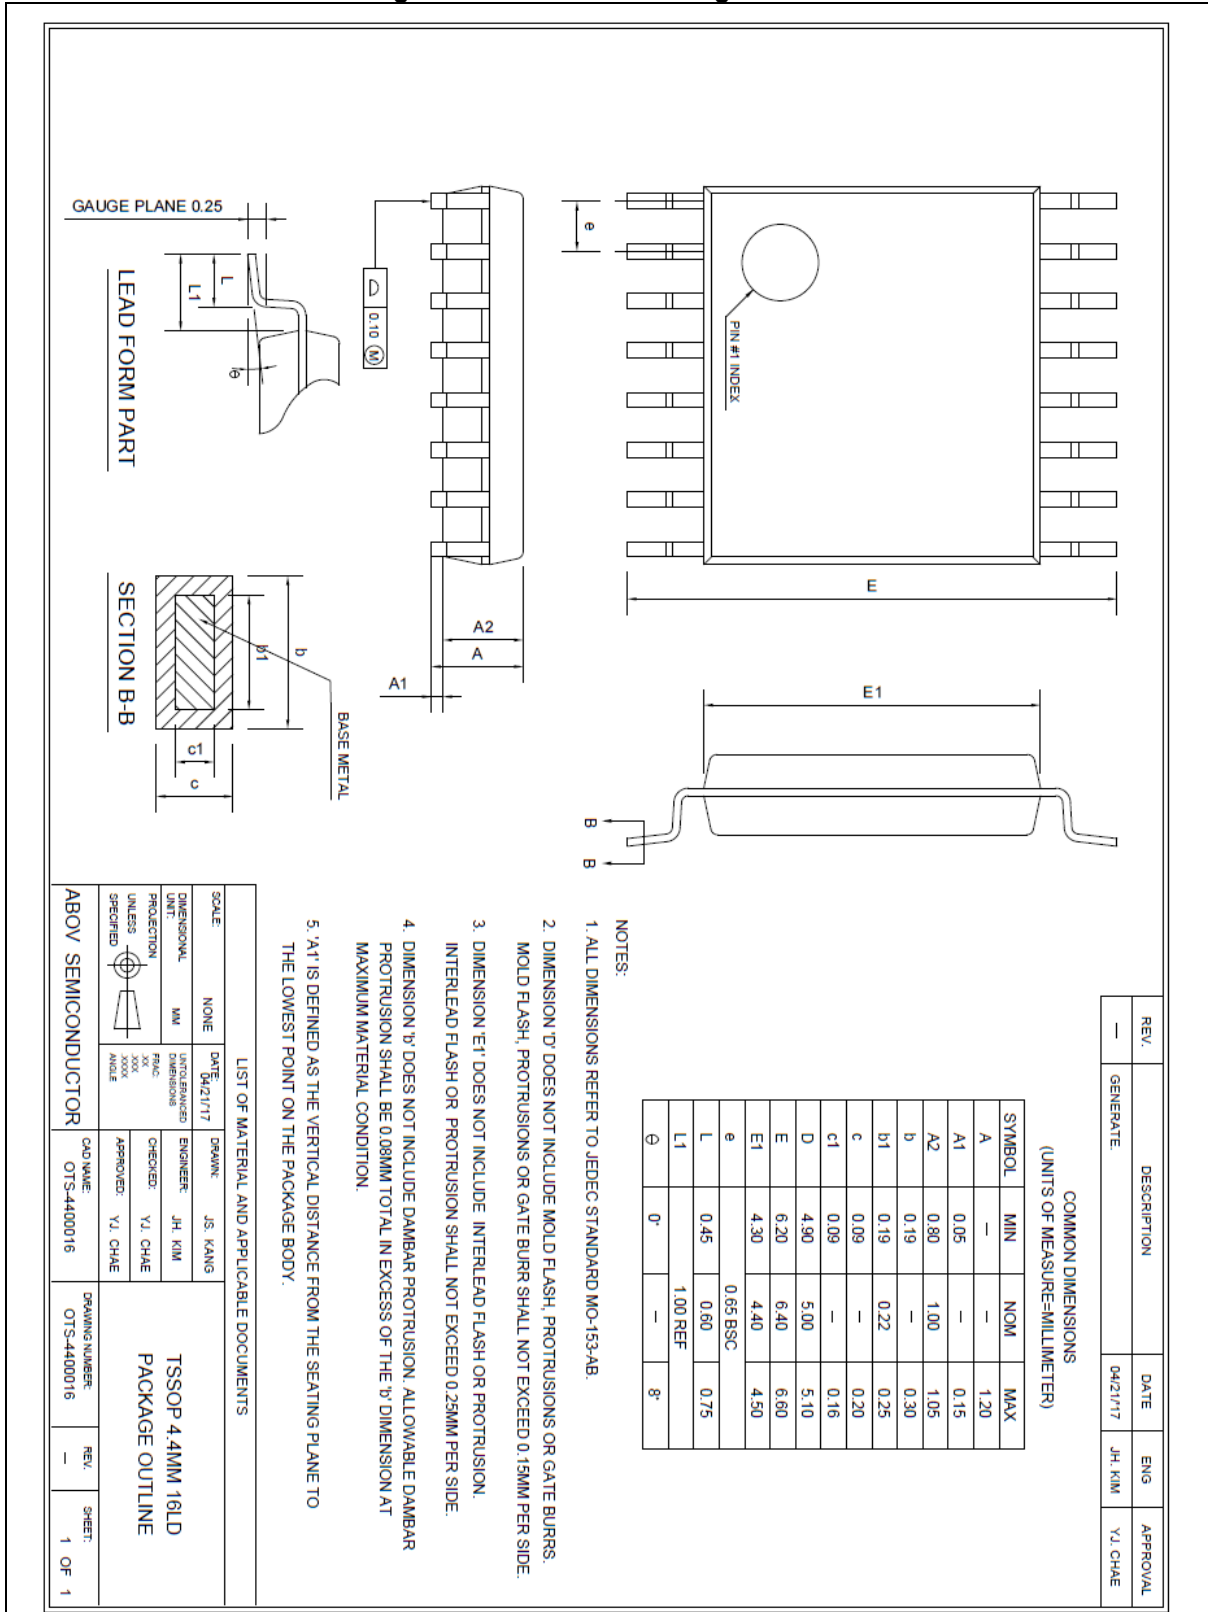 REV. DESCRIPTION DATE ENG APPROVAL
— GENERATE. 04/21/17 JH. KIM YJ. CHAE
COMMON DIMENSIONS
(UNITS OF MEASURE=MILLIMETER)
SYMBOL MIN NOM MAX
A — — 1.20
A1 0.05 — 0.15
A2 0.80 1.00 1.05
b 0.19 — 0.30
b1 0.19 0.22 0.25
c 0.09 — 0.20
c1 0.09 — 0.16
D 4.90 5.00 5.10
E 6.20 6.40 6.60
E1 4.30 4.40 4.50
e 0.65 BSC
L 0.45 0.60 0.75
L1 1.00 REF
Θ 0° — 8°
PIN #1 INDEX
e
E
E1
B
B
A2
A
A1
⌓ 0.10 Ⓜ
GAUGE PLANE 0.25
L
L1
Θ
LEAD FORM PART
b
b1
c1
c
BASE METAL
SECTION B-B
NOTES:
1. ALL DIMENSIONS REFER TO JEDEC STANDARD MO-153-AB.
2. DIMENSION 'D' DOES NOT INCLUDE MOLD FLASH, PROTRUSIONS OR GATE BURRS.
MOLD FLASH, PROTRUSIONS OR GATE BURR SHALL NOT EXCEED 0.15MM PER SIDE.
3. DIMENSION 'E1' DOES NOT INCLUDE INTERLEAD FLASH OR PROTRUSION.
INTERLEAD FLASH OR PROTRUSION SHALL NOT EXCEED 0.25MM PER SIDE.
4. DIMENSION 'b' DOES NOT INCLUDE DAMBAR PROTRUSION. ALLOWABLE DAMBAR
PROTRUSION SHALL BE 0.08MM TOTAL IN EXCESS OF THE 'b' DIMENSION AT
MAXIMUM MATERIAL CONDITION.
5. 'A1' IS DEFINED AS THE VERTICAL DISTANCE FROM THE SEATING PLANE TO
THE LOWEST POINT ON THE PACKAGE BODY.
LIST OF MATERIAL AND APPLICABLE DOCUMENTS
SCALE: NONE
DATE: 04/21/17
DRAWN: JS. KANG
DIMENSIONAL
UNIT: MM
PROJECTION
UNLESS
SPECIFIED
UNTOLERANCED
DIMENSIONS
FRAC:
.XX
.XXX
.XXXX
ANGLE
ENGINEER: JH. KIM
CHECKED: YJ. CHAE
APPROVED: YJ. CHAE
TSSOP 4.4MM 16LD
PACKAGE OUTLINE
ABOV SEMICONDUCTOR
CAD NAME:
OTS-4400016
DRAWING NUMBER:
OTS-4400016
REV.
—
SHEET:
1 OF 1